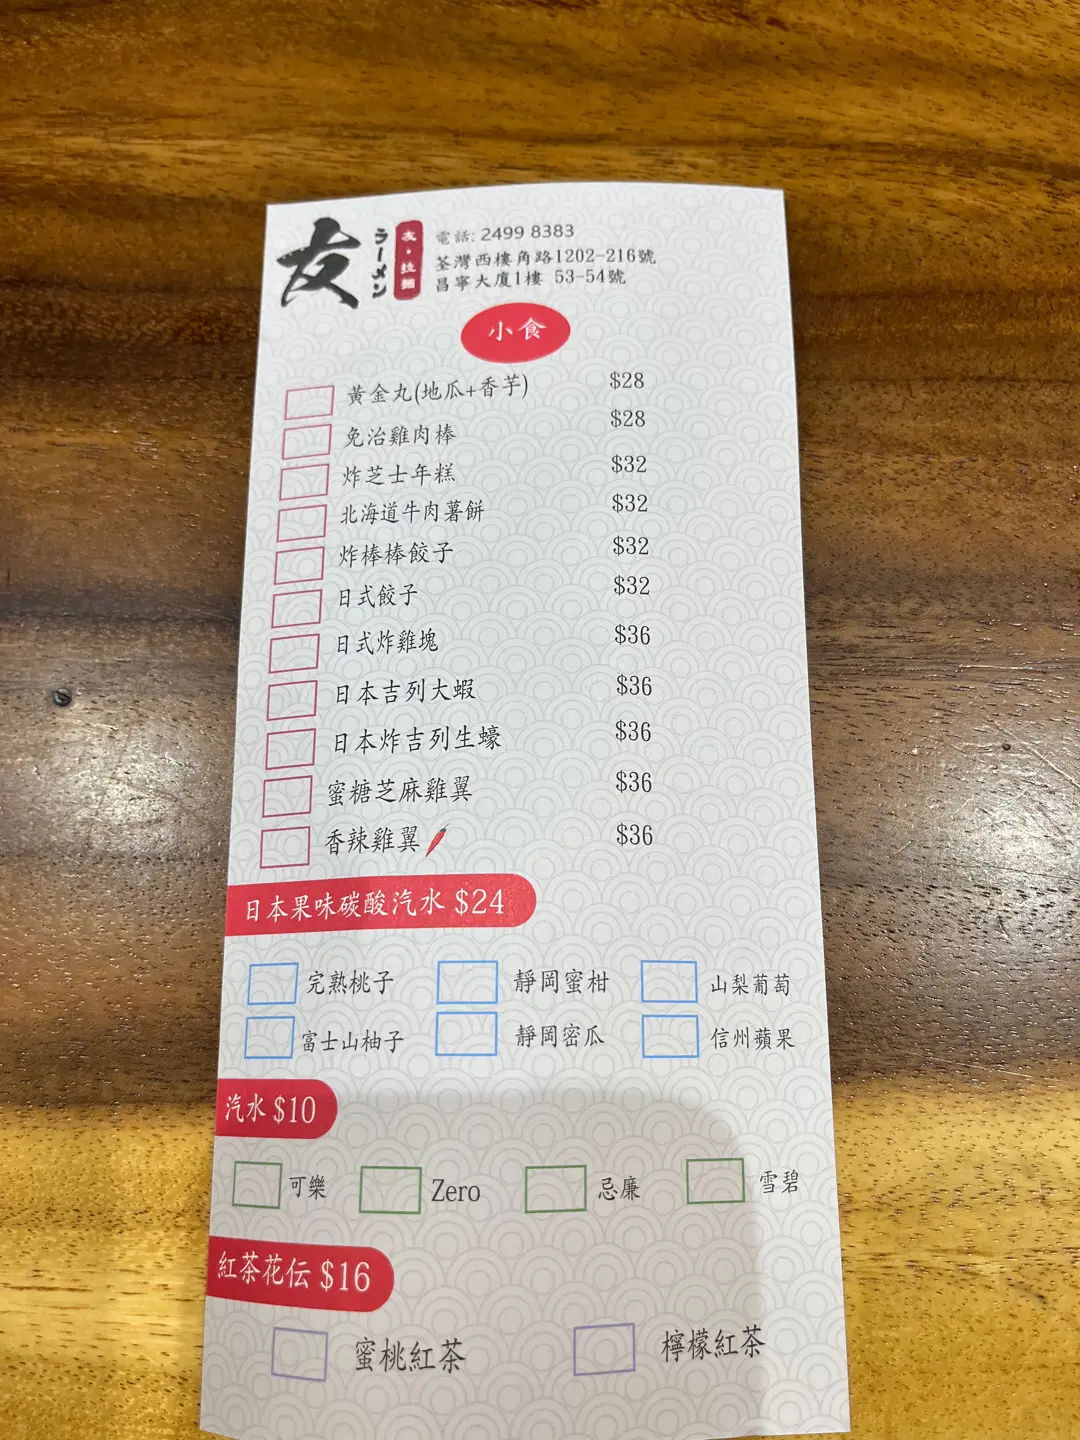 友
ラーメン
友・拉麵
電話: 2499 8383
荃灣西樓角路1202-216號
昌寧大廈1樓 53-54號
小食
黃金丸(地瓜+香芋) $28
免治雞肉棒 $28
炸芝士年糕 $32
北海道牛肉薯餅 $32
炸棒棒餃子 $32
日式餃子 $32
日式炸雞塊 $36
日本吉列大蝦 $36
日本炸吉列生蠔 $36
蜜糖芝麻雞翼 $36
香辣雞翼 $36
日本果味碳酸汽水 $24
完熟桃子 靜岡蜜柑 山梨葡萄
富士山柚子 靜岡密瓜 信州蘋果
汽水 $10
可樂 Zero 忌廉 雪碧
紅茶花伝 $16
蜜桃紅茶 檸檬紅茶